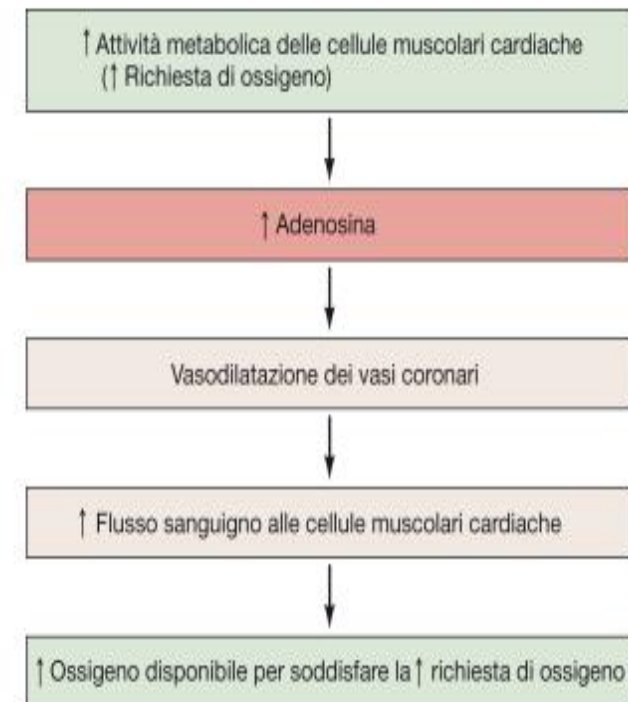 ↑ Attività metabolica delle cellule muscolari cardiache
(↑ Richiesta di ossigeno)
↑ Adenosina
Vasodilatazione dei vasi coronari
↑ Flusso sanguigno alle cellule muscolari cardiache
↑ Ossigeno disponibile per soddisfare la ↑ richiesta di ossigeno